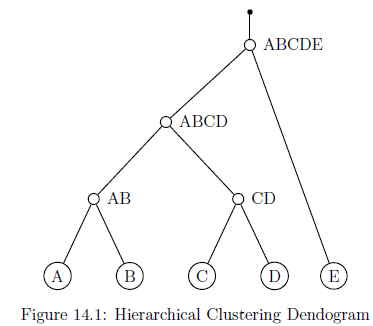 ABCDE
ABCD
AB CD
A B C D E
Figure 14.1: Hierarchical Clustering Dendogram